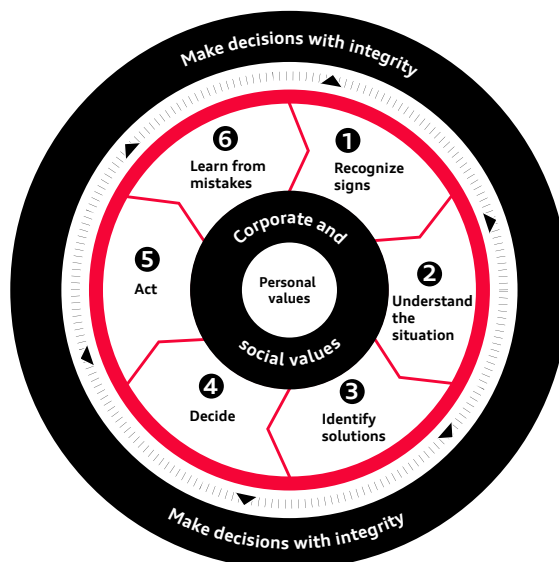 Make decisions with integrity
1
Recognize
signs
2
Understand
the
situation
3
Identify
solutions
4
Decide
5
Act
6
Learn from
mistakes
Corporate and
Personal
values
social values
Make decisions with integrity